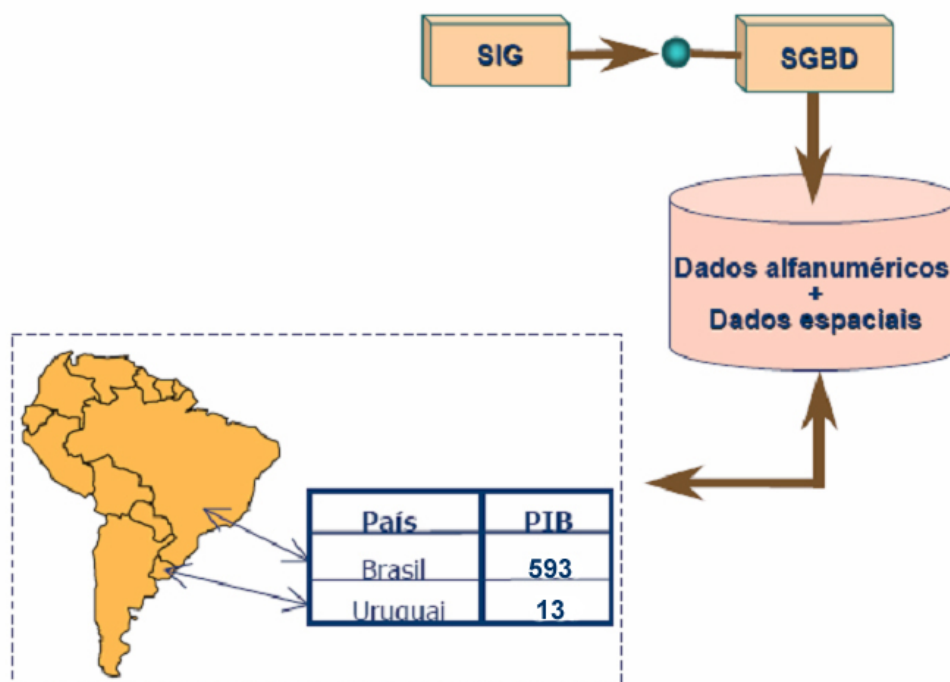 SIG
SGBD
Dados alfanuméricos
+
Dados espaciais
País PIB
Brasil 593
Uruguai 13